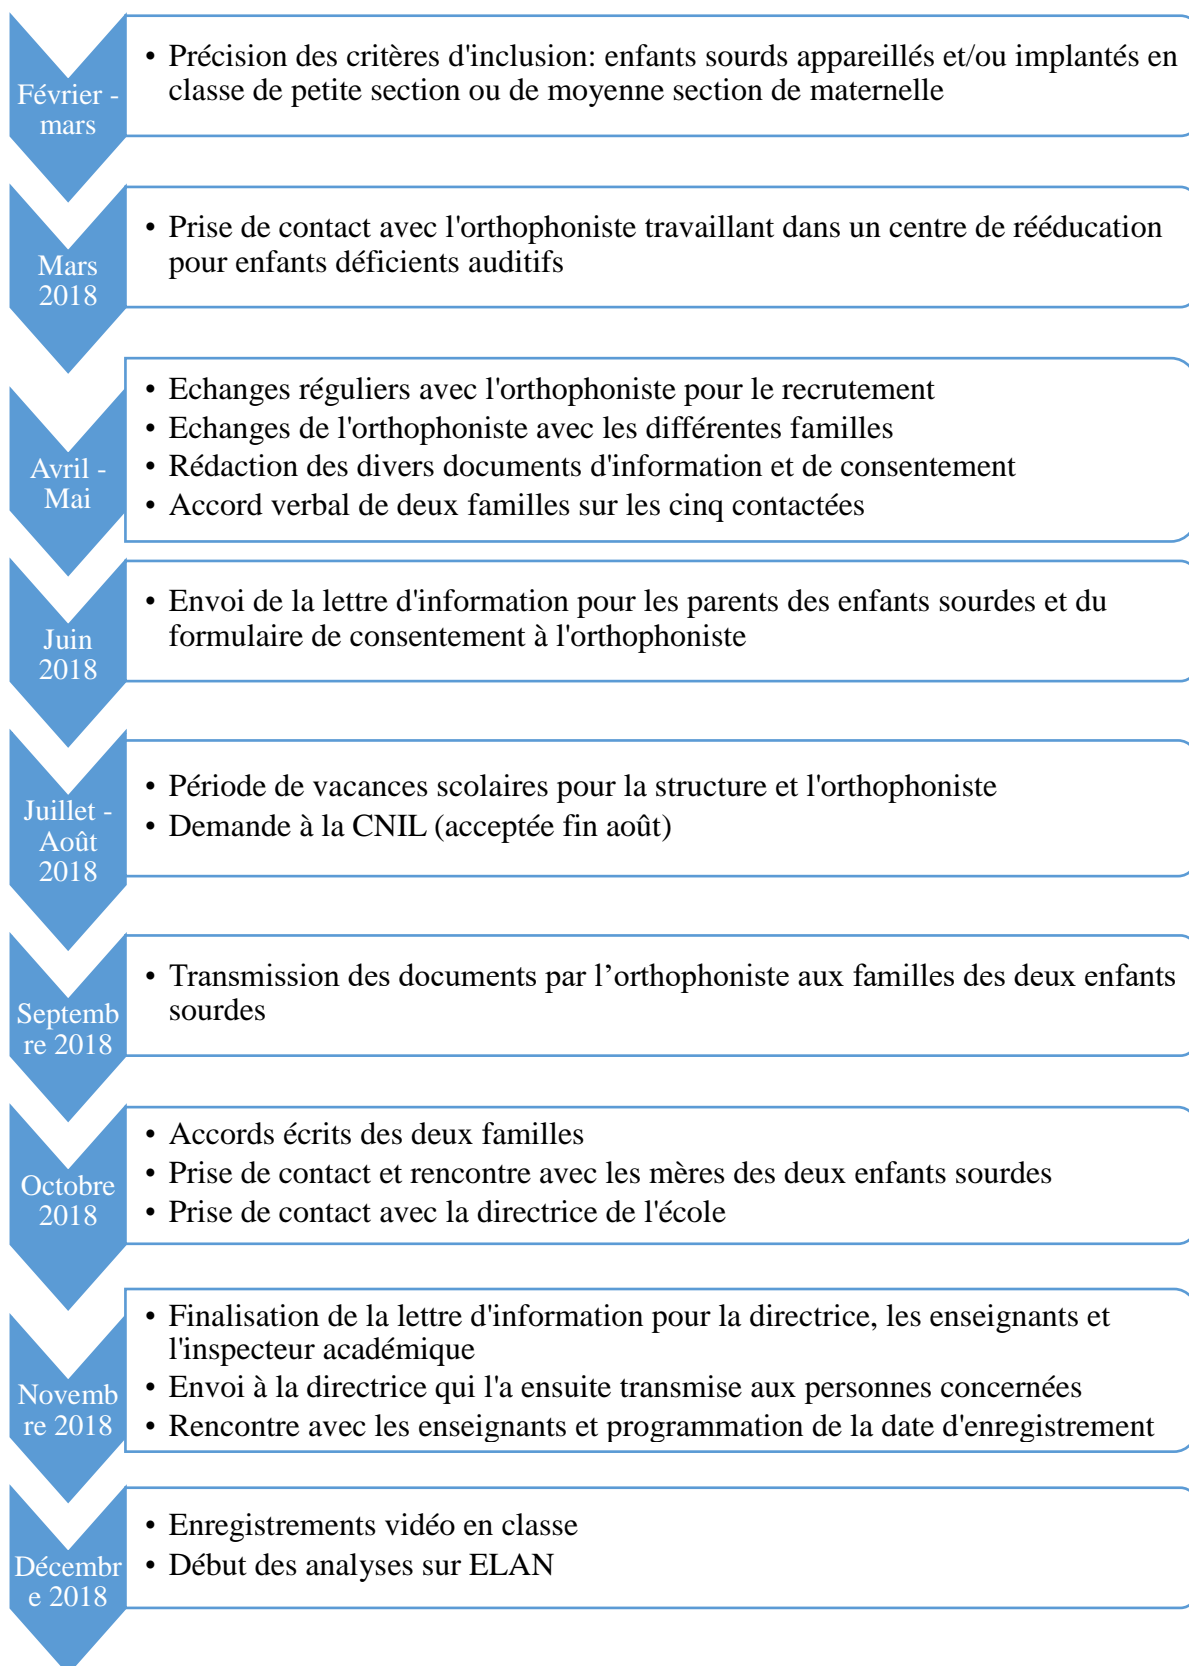 Février -
mars
• Précision des critères d'inclusion: enfants sourds appareillés et/ou implantés en
classe de petite section ou de moyenne section de maternelle
Mars
2018
• Prise de contact avec l'orthophoniste travaillant dans un centre de rééducation
pour enfants déficients auditifs
Avril -
Mai
• Echanges réguliers avec l'orthophoniste pour le recrutement
• Echanges de l'orthophoniste avec les différentes familles
• Rédaction des divers documents d'information et de consentement
• Accord verbal de deux familles sur les cinq contactées
Juin
2018
• Envoi de la lettre d'information pour les parents des enfants sourdes et du
formulaire de consentement à l'orthophoniste
Juillet -
Août
2018
• Période de vacances scolaires pour la structure et l'orthophoniste
• Demande à la CNIL (acceptée fin août)
Septemb
re 2018
• Transmission des documents par l’orthophoniste aux familles des deux enfants
sourdes
Octobre
2018
• Accords écrits des deux familles
• Prise de contact et rencontre avec les mères des deux enfants sourdes
• Prise de contact avec la directrice de l'école
Novemb
re 2018
• Finalisation de la lettre d'information pour la directrice, les enseignants et
l'inspecteur académique
• Envoi à la directrice qui l'a ensuite transmise aux personnes concernées
• Rencontre avec les enseignants et programmation de la date d'enregistrement
Décembr
e 2018
• Enregistrements vidéo en classe
• Début des analyses sur ELAN